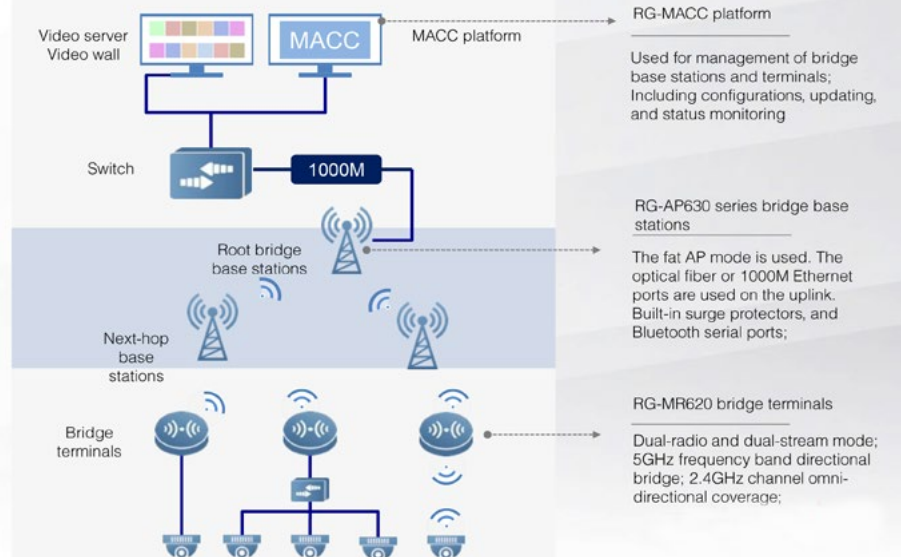 Video server
Video wall
MACC
MACC platform
RG-MACC platform
Used for management of bridge
base stations and terminals;
Including configurations, updating,
and status monitoring
Switch
1000M
Root bridge
base stations
RG-AP630 series bridge base
stations
The fat AP mode is used. The
optical fiber or 1000M Ethernet
ports are used on the uplink.
Built-in surge protectors, and
Bluetooth serial ports;
Next-hop
base
stations
Bridge
terminals
RG-MR620 bridge terminals
Dual-radio and dual-stream mode;
5GHz frequency band directional
bridge; 2.4GHz channel omni-
directional coverage;